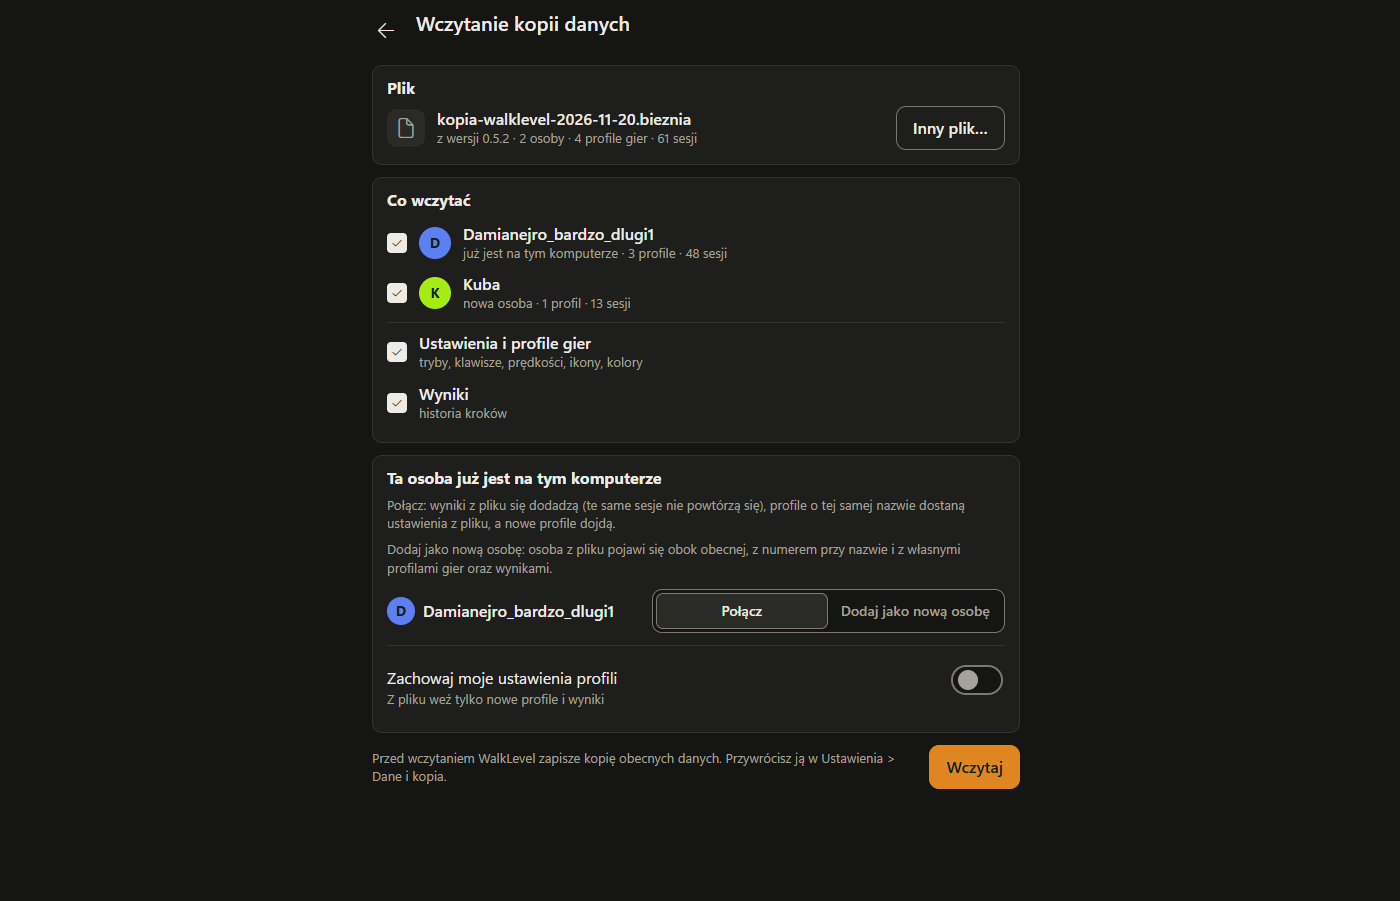 Wczytanie kopii danych
Plik
kopia-walklevel-2026-11-20.bieznia
z wersji 0.5.2 · 2 osoby · 4 profile gier · 61 sesji
Inny plik...
Co wczytać
D
Damianejro_bardzo_dlugi1
już jest na tym komputerze · 3 profile · 48 sesji
K
Kuba
nowa osoba · 1 profil · 13 sesji
Ustawienia i profile gier
tryby, klawisze, prędkości, ikony, kolory
Wyniki
historia kroków
Ta osoba już jest na tym komputerze
Połącz: wyniki z pliku się dodadzą (te same sesje nie powtórzą się), profile o tej samej nazwie dostaną
ustawienia z pliku, a nowe profile dojdą.
Dodaj jako nową osobę: osoba z pliku pojawi się obok obecnej, z numerem przy nazwie i z własnymi
profilami gier oraz wynikami.
D
Damianejro_bardzo_dlugi1
Połącz
Dodaj jako nową osobę
Zachowaj moje ustawienia profili
Z pliku weź tylko nowe profile i wyniki
Przed wczytaniem WalkLevel zapisze kopię obecnych danych. Przywrócisz ją w Ustawienia >
Dane i kopia.
Wczytaj